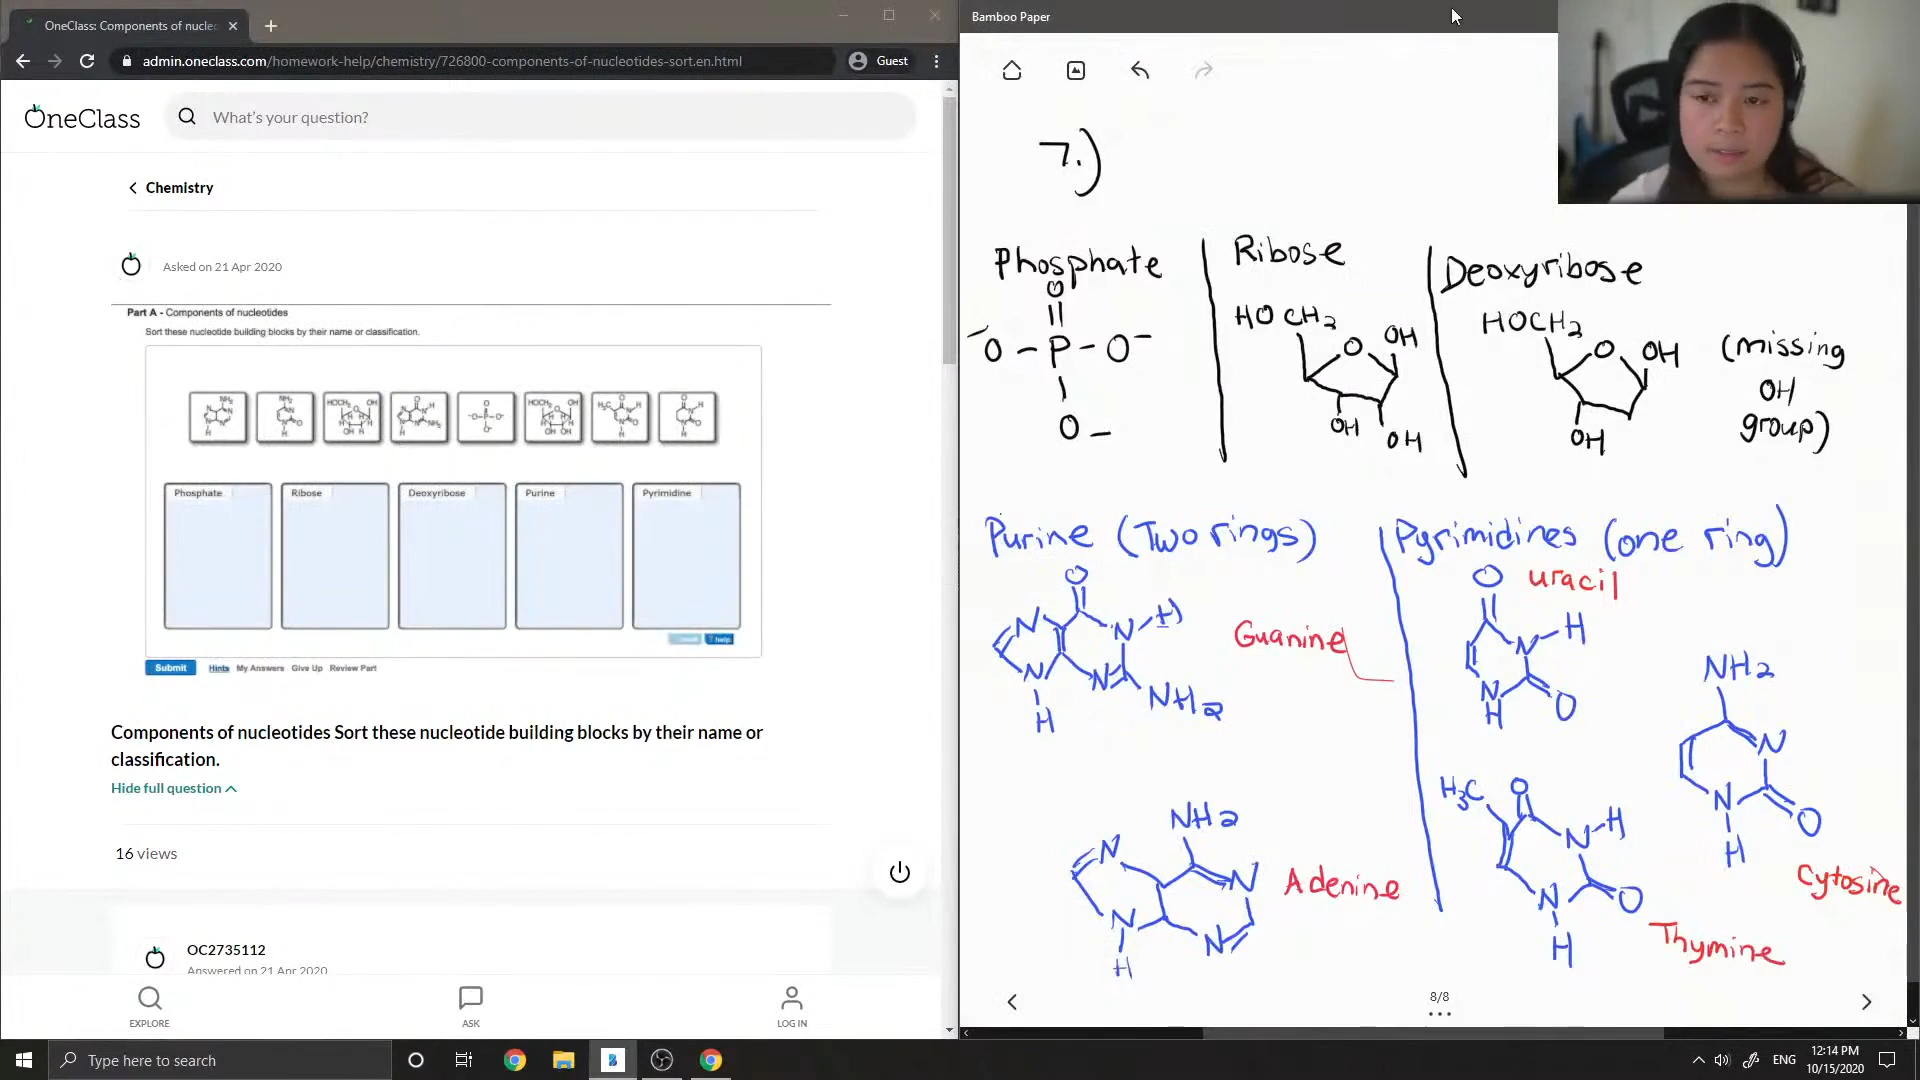 OneClass: Components of nucle
admin.oneclass.com/homework-help/chemistry/726800-components-of-nucleotides-sort.en.html
Guest
OneClass
What's your question?
Chemistry
Asked on 21 Apr 2020
Part A - Components of nucleotides
Sort these nucleotide building blocks by their name or classification.
Phosphate
Ribose
Deoxyribose
Purine
Pyrimidine
help
Submit
Hints
My Answers
Give Up
Review Part
Components of nucleotides Sort these nucleotide building blocks by their name or
classification.
Hide full question
16 views
OC2735112
Answered on 21 Apr 2020
EXPLORE
ASK
LOG IN
Bamboo Paper
7.)
Phosphate
O
⁻O - P - O⁻
O -
Ribose
HOCH2
O
OH
OH
OH
Deoxyribose
HOCH2
O
OH
OH
(missing
OH
group)
Purine (Two rings)
O
N
N
H
N
N
NH2
H
Guanine
NH2
N
N
N
N
H
Adenine
Pyrimidines (one ring)
O
uracil
N
H
N
H
O
NH2
N
N
O
H
Cytosine
H3C
O
N
H
N
O
H
Thymine
8/8
Type here to search
ENG
12:14 PM
10/15/2020